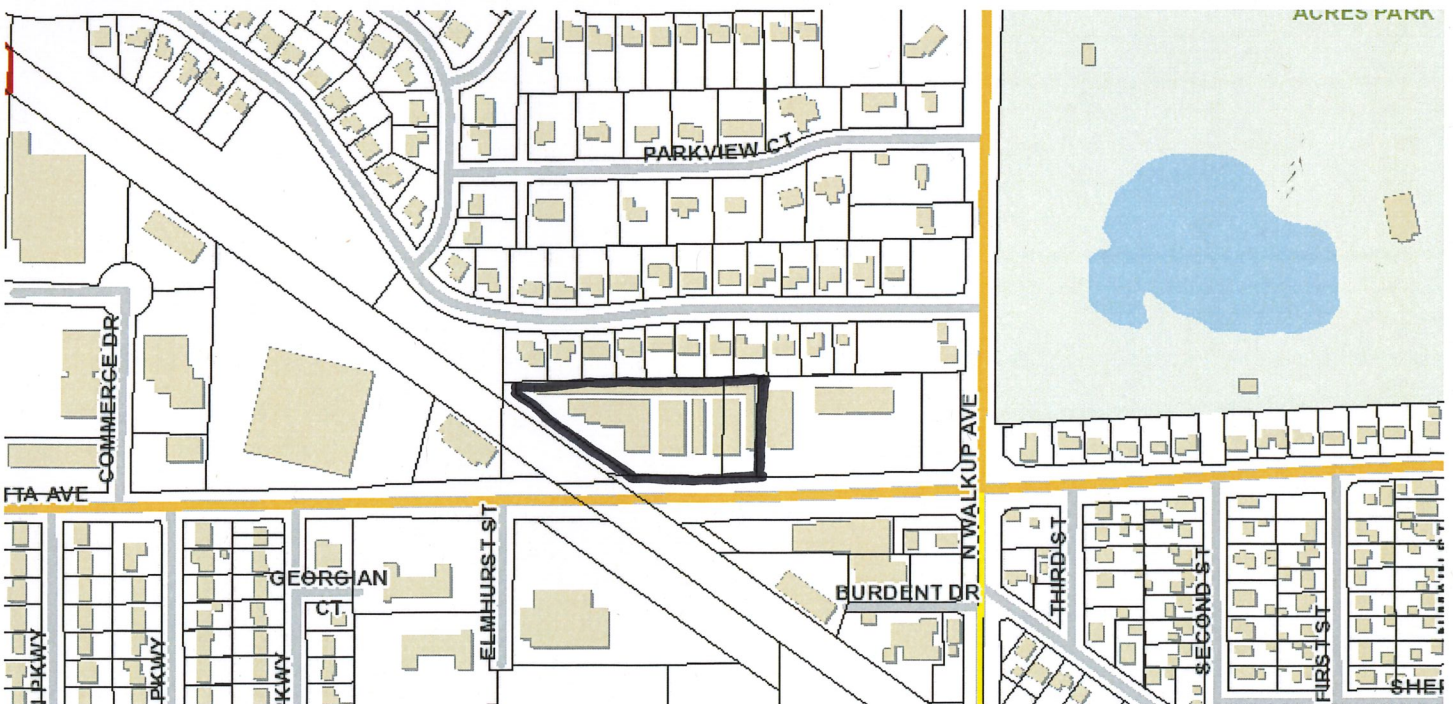 ACRES PARK
PARKVIEW CT
COMMERCE DR
N WALKUP AVE
TTA AVE
ELMHURST ST
GEORGIAN
CT
BURDENT DR
THIRD ST
SECOND ST
FIRST ST
PKWY
PKWY
KWY
SHE